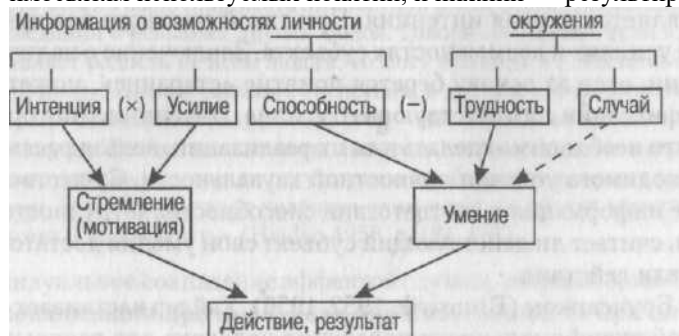 Информация о возможностях личности окружения
Интенция (×) Усилие Способность (−) Трудность Случай
Стремление
(мотивация)
Умение
Действие, результат